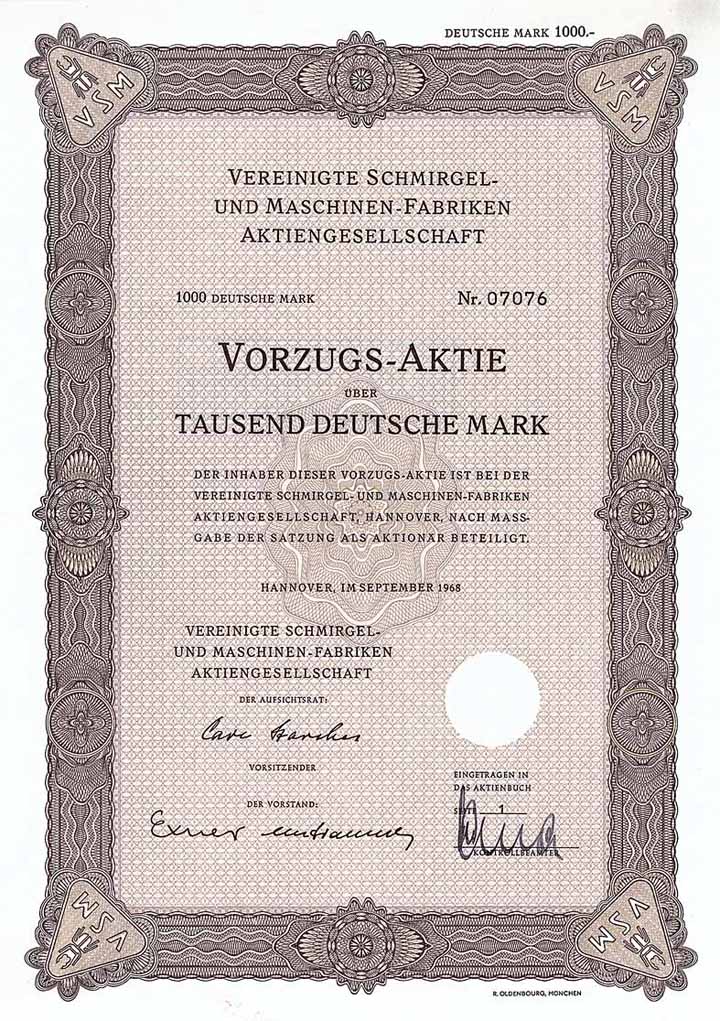 DEUTSCHE MARK 1000.-
VSM
VSM
VEREINIGTE SCHMIRGEL-
UND MASCHINEN-FABRIKEN
AKTIENGESELLSCHAFT
1000 DEUTSCHE MARK Nr. 07076
VORZUGS-AKTIE
ÜBER
TAUSEND DEUTSCHE MARK
DER INHABER DIESER VORZUGS-AKTIE IST BEI DER
VEREINIGTE SCHMIRGEL- UND MASCHINEN-FABRIKEN
AKTIENGESELLSCHAFT, HANNOVER, NACH MASS-
GABE DER SATZUNG ALS AKTIONÄR BETEILIGT.
HANNOVER, IM SEPTEMBER 1968
VEREINIGTE SCHMIRGEL-
UND MASCHINEN-FABRIKEN
AKTIENGESELLSCHAFT
DER AUFSICHTSRAT:
VORSITZENDER
EINGETRAGEN IN
DAS AKTIENBUCH
SEITE 1
DER VORSTAND:
Exner
KONTROLLBEAMTER
VSM
VSM
R. OLDENBOURG, MÜNCHEN